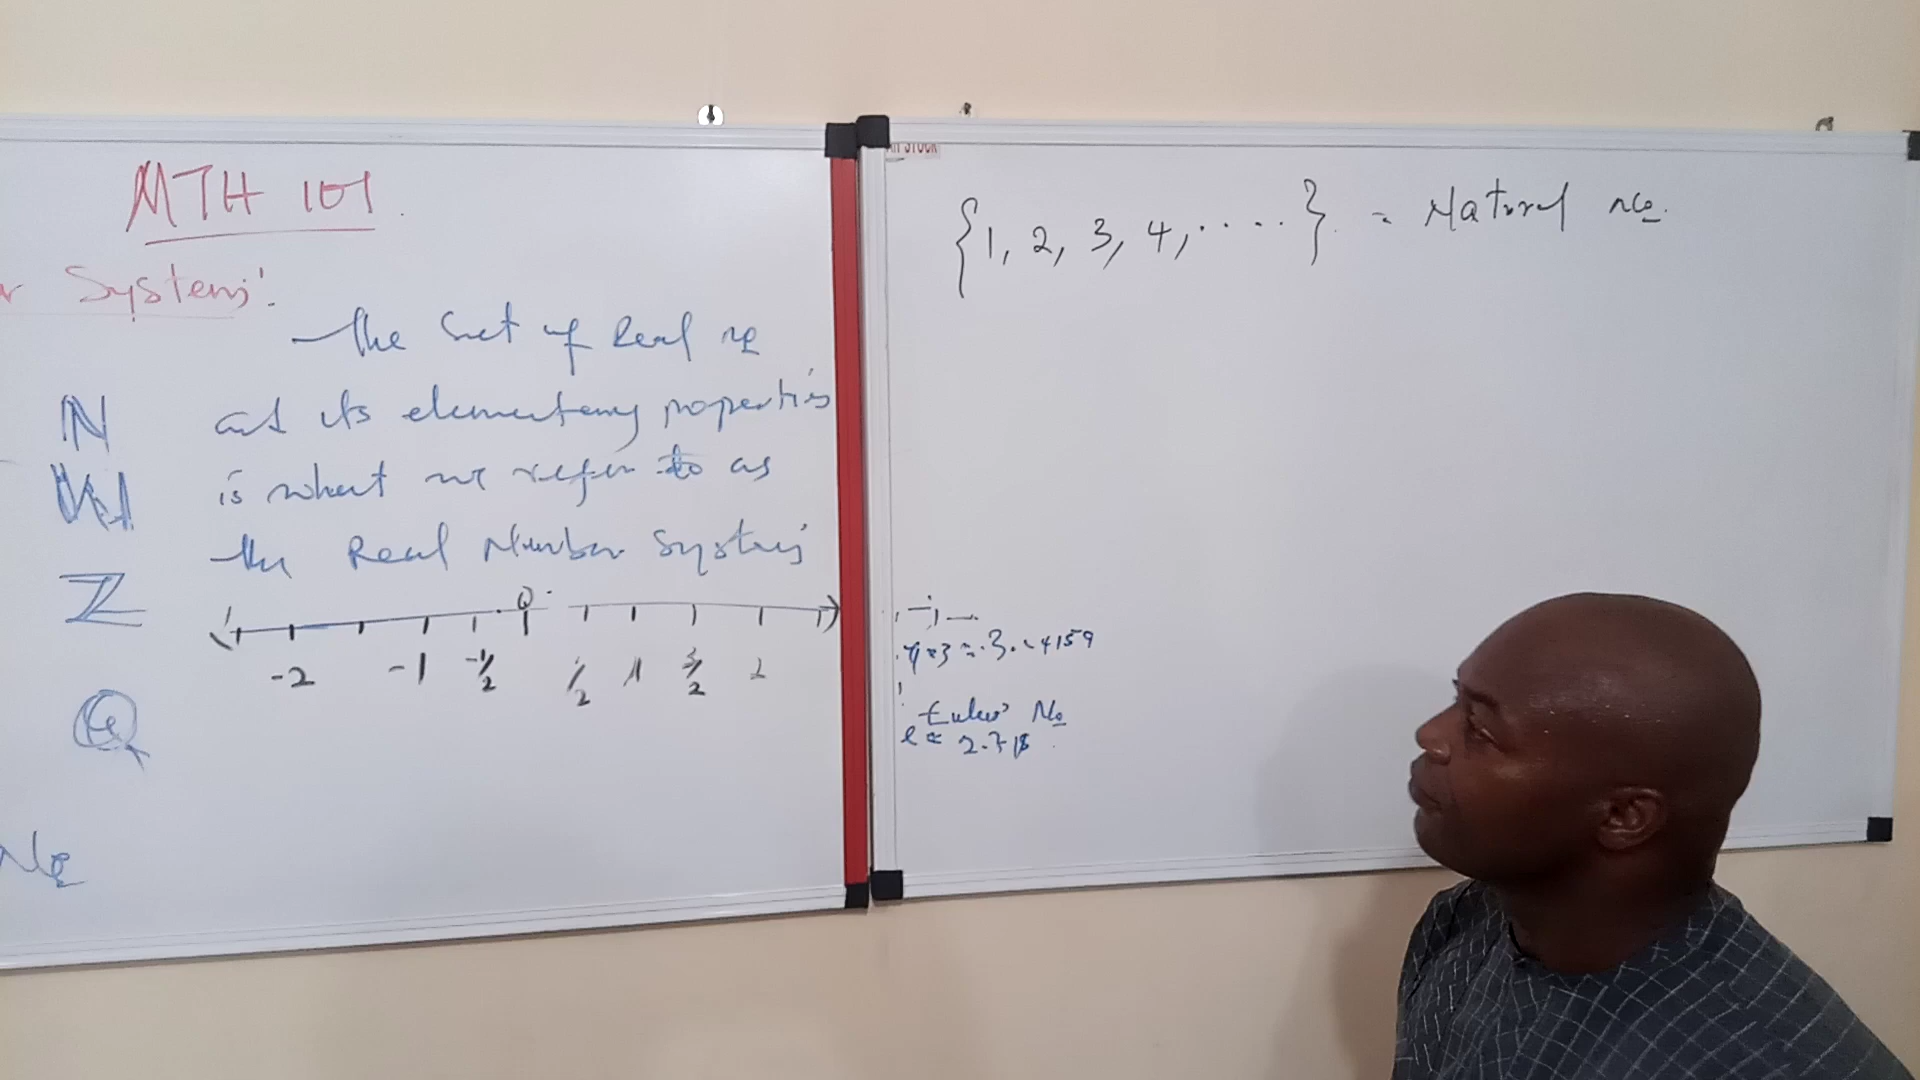 MTH 101
r Systems:
The Set of Real №
and its elementary properties
is what we refer to as
the Real Number Systems
N
W
Z
Q
№
0
-2 -1 -1/2 1/2 1 3/2 2
{1, 2, 3, 4, .....} = Natural №.
3.14159
Euler's №
e ≈ 2.718